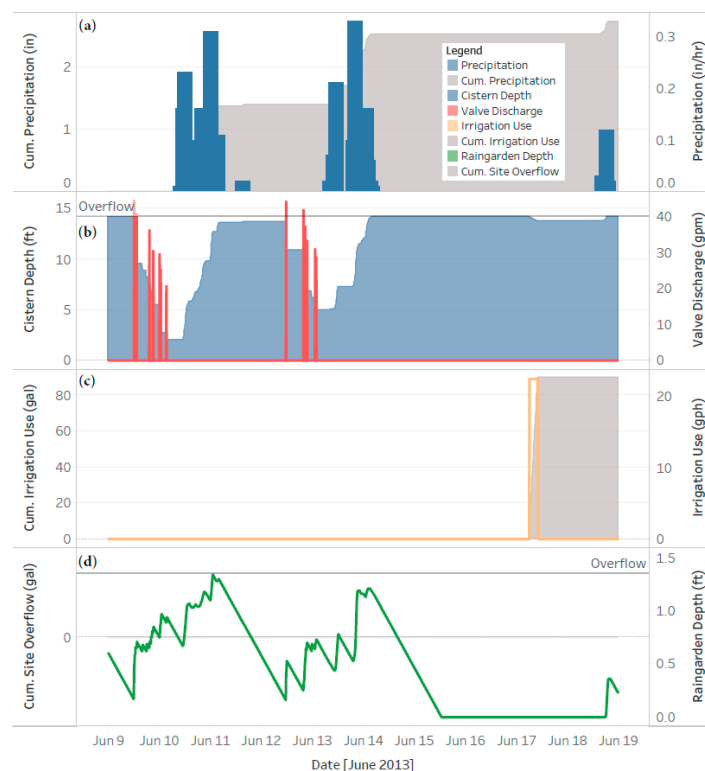 (a)
Cum. Precipitation (in)
2
1
0
Legend
Precipitation
Cum. Precipitation
Cistern Depth
Valve Discharge
Irrigation Use
Cum. Irrigation Use
Raingarden Depth
Cum. Site Overflow
0.3
0.2
0.1
0.0
Precipitation (in/hr)
Overflow
(b)
Cistern Depth (ft)
15
10
5
0
40
30
20
10
0
Valve Discharge (gpm)
(c)
Cum. Irrigation Use (gal)
80
60
40
20
0
20
10
0
Irrigation Use (gph)
(d)
Overflow
Cum. Site Overflow (gal)
0
1.5
1.0
0.5
0.0
Raingarden Depth (ft)
Jun 9 Jun 10 Jun 11 Jun 12 Jun 13 Jun 14 Jun 15 Jun 16 Jun 17 Jun 18 Jun 19
Date [June 2013]